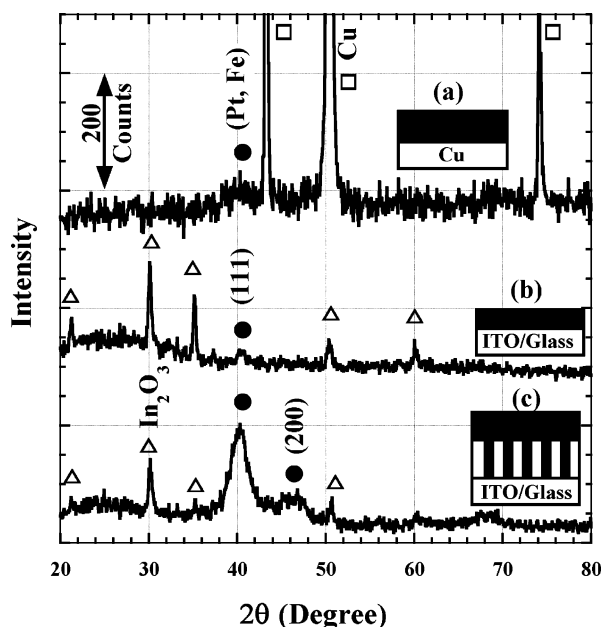 200
Counts
(Pt, Fe)
Cu
(a)
Cu
Intensity
(111)
(b)
ITO/Glass
In2O3
(200)
(c)
ITO/Glass
20 30 40 50 60 70 80
2θ (Degree)